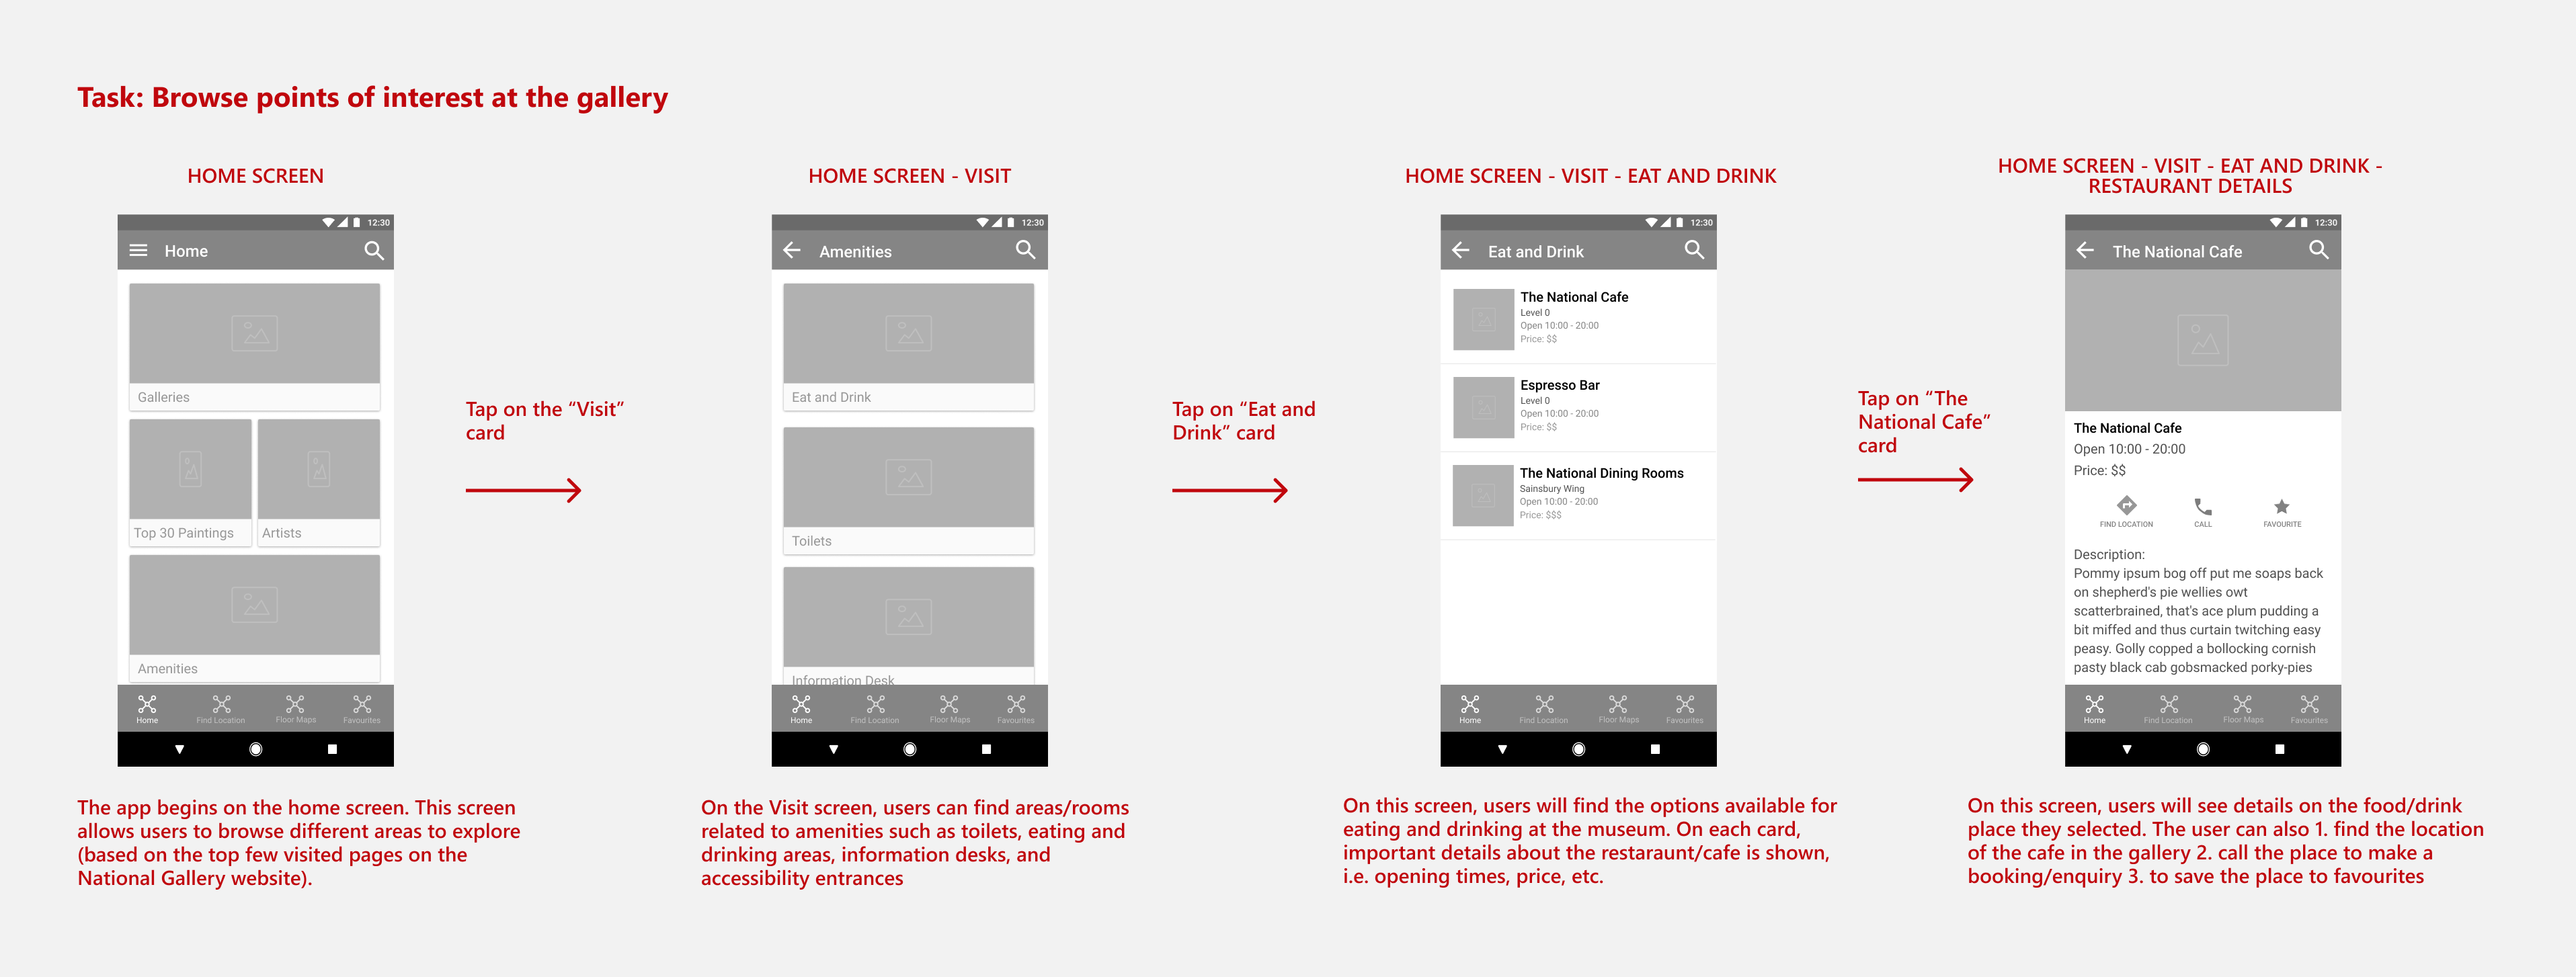 Task: Browse points of interest at the gallery
HOME SCREEN
12:30
Home
Galleries
Top 30 Paintings
Artists
Amenities
Home
Find Location
Floor Maps
Favourites
The app begins on the home screen. This screen
allows users to browse different areas to explore
(based on the top few visited pages on the
National Gallery website).
Tap on the “Visit”
card
HOME SCREEN - VISIT
12:30
Amenities
Eat and Drink
Toilets
Information Desk
Home
Find Location
Floor Maps
Favourites
On the Visit screen, users can find areas/rooms
related to amenities such as toilets, eating and
drinking areas, information desks, and
accessibility entrances
Tap on “Eat and
Drink” card
HOME SCREEN - VISIT - EAT AND DRINK
12:30
Eat and Drink
The National Cafe
Level 0
Open 10:00 - 20:00
Price: $$
Espresso Bar
Level 0
Open 10:00 - 20:00
Price: $$
The National Dining Rooms
Sainsbury Wing
Open 10:00 - 20:00
Price: $$$
Home
Find Location
Floor Maps
Favourites
On this screen, users will find the options available for
eating and drinking at the museum. On each card,
important details about the restaraunt/cafe is shown,
i.e. opening times, price, etc.
Tap on “The
National Cafe”
card
HOME SCREEN - VISIT - EAT AND DRINK -
RESTAURANT DETAILS
12:30
The National Cafe
The National Cafe
Open 10:00 - 20:00
Price: $$
FIND LOCATION
CALL
FAVOURITE
Description:
Pommy ipsum bog off put me soaps back
on shepherd's pie wellies owt
scatterbrained, that's ace plum pudding a
bit miffed and thus curtain twitching easy
peasy. Golly copped a bollocking cornish
pasty black cab gobsmacked porky-pies
Home
Find Location
Floor Maps
Favourites
On this screen, users will see details on the food/drink
place they selected. The user can also 1. find the location
of the cafe in the gallery 2. call the place to make a
booking/enquiry 3. to save the place to favourites